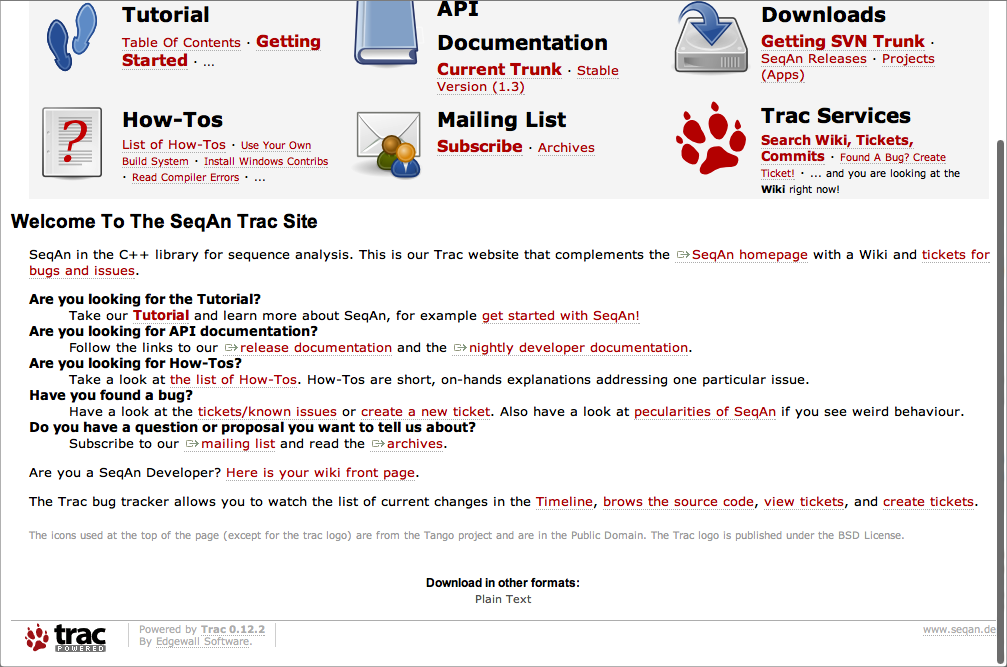 Tutorial
Table Of Contents · Getting
Started · ...
API
Documentation
Current Trunk · Stable
Version (1.3)
Downloads
Getting SVN Trunk ·
SeqAn Releases · Projects
(Apps)
?
How-Tos
List of How-Tos · Use Your Own
Build System · Install Windows Contribs
· Read Compiler Errors · ...
Mailing List
Subscribe · Archives
Trac Services
Search Wiki, Tickets,
Commits · Found A Bug? Create
Ticket! · ... and you are looking at the
Wiki right now!
Welcome To The SeqAn Trac Site
SeqAn in the C++ library for sequence analysis. This is our Trac website that complements the SeqAn homepage with a Wiki and tickets for
bugs and issues.
Are you looking for the Tutorial?
Take our Tutorial and learn more about SeqAn, for example get started with SeqAn!
Are you looking for API documentation?
Follow the links to our release documentation and the nightly developer documentation.
Are you looking for How-Tos?
Take a look at the list of How-Tos. How-Tos are short, on-hands explanations addressing one particular issue.
Have you found a bug?
Have a look at the tickets/known issues or create a new ticket. Also have a look at pecularities of SeqAn if you see weird behaviour.
Do you have a question or proposal you want to tell us about?
Subscribe to our mailing list and read the archives.
Are you a SeqAn Developer? Here is your wiki front page.
The Trac bug tracker allows you to watch the list of current changes in the Timeline, brows the source code, view tickets, and create tickets.
The icons used at the top of the page (except for the trac logo) are from the Tango project and are in the Public Domain. The Trac logo is published under the BSD License.
Download in other formats:
Plain Text
trac
POWERED
Powered by Trac 0.12.2
By Edgewall Software.
www.seqan.de